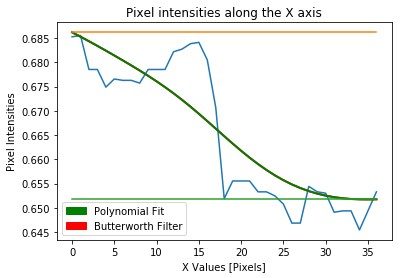 Pixel intensities along the X axis
Pixel Intensities
0.685
0.680
0.675
0.670
0.665
0.660
0.655
0.650
0.645
Polynomial Fit
Butterworth Filter
0 5 10 15 20 25 30 35
X Values [Pixels]